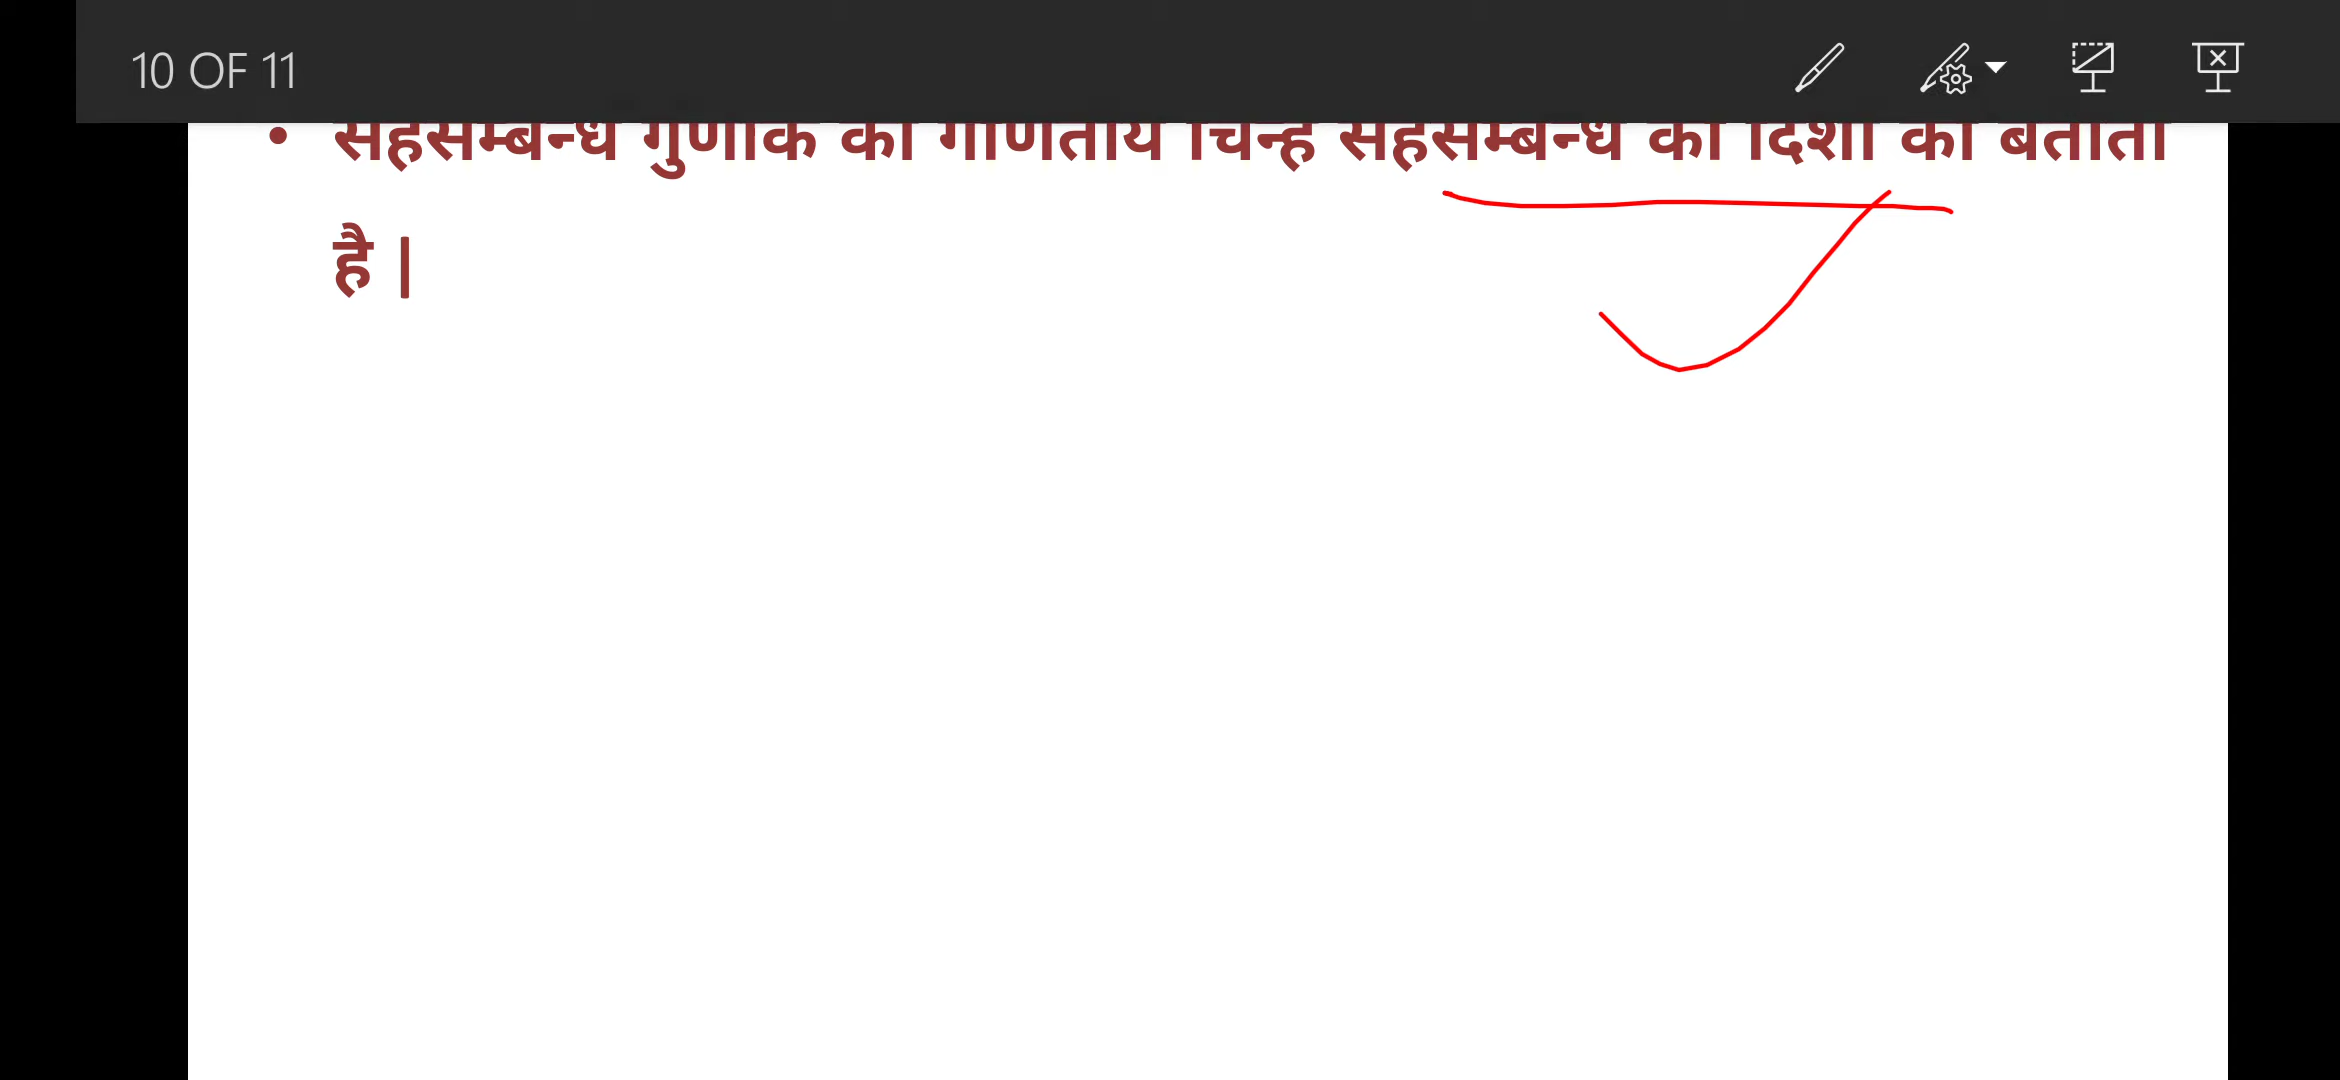 10 OF 11
• सहसम्बन्ध गुणांक का गणितीय चिन्ह सहसम्बन्ध की दिशा को बताता
है |